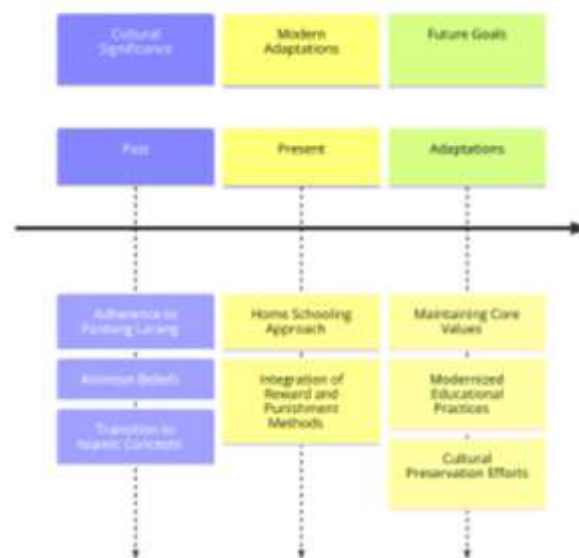 Cultural
Significance
Modern
Adaptations
Future Goals
Past
Present
Adaptations
Adherence to
Pantang Larang
Animism Beliefs
Transition to
Islamic Concepts
Home Schooling
Approach
Integration of
Reward and
Punishment
Methods
Maintaining Core
Values
Modernized
Educational
Practices
Cultural
Preservation Efforts